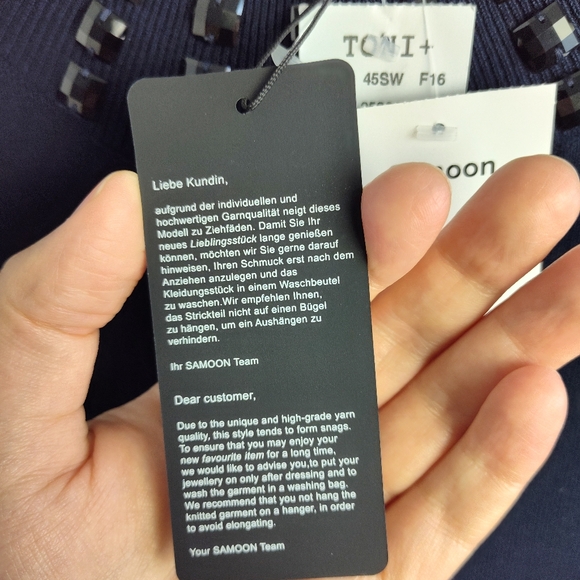 TONI+
45SW F16
oon
Liebe Kundin,
aufgrund der individuellen und
hochwertigen Garnqualität neigt dieses
Modell zu Ziehfäden. Damit Sie Ihr
neues Lieblingsstück lange genießen
können, möchten wir Sie gerne darauf
hinweisen, Ihren Schmuck erst nach dem
Anziehen anzulegen und das
Kleidungsstück in einem Waschbeutel
zu waschen.Wir empfehlen Ihnen,
das Strickteil nicht auf einen Bügel
zu hängen, um ein Aushängen zu
verhindern.
Ihr SAMOON Team
Dear customer,
Due to the unique and high-grade yarn
quality, this style tends to form snags.
To ensure that you may enjoy your
new favourite item for a long time,
we would like to advise you,to put your
jewellery on only after dressing and to
wash the garment in a washing bag.
We recommend that you not hang the
knitted garment on a hanger, in order
to avoid elongating.
Your SAMOON Team